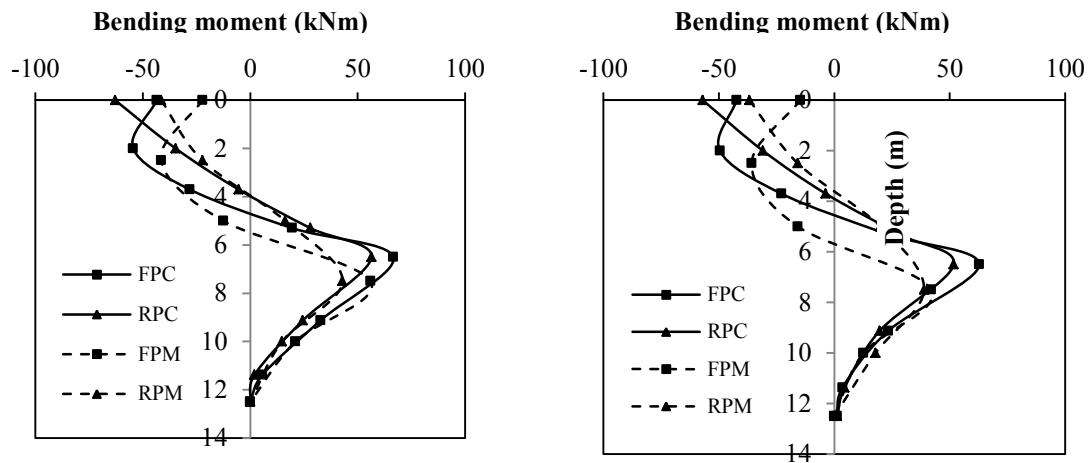 Bending moment (kNm)
-100 -50 0 50 100
0
2
4
6
8
10
12
14
FPC
RPC
FPM
RPM
Bending moment (kNm)
-100 -50 0 50 100
0
2
4
6
8
10
12
14
Depth (m)
FPC
RPC
FPM
RPM